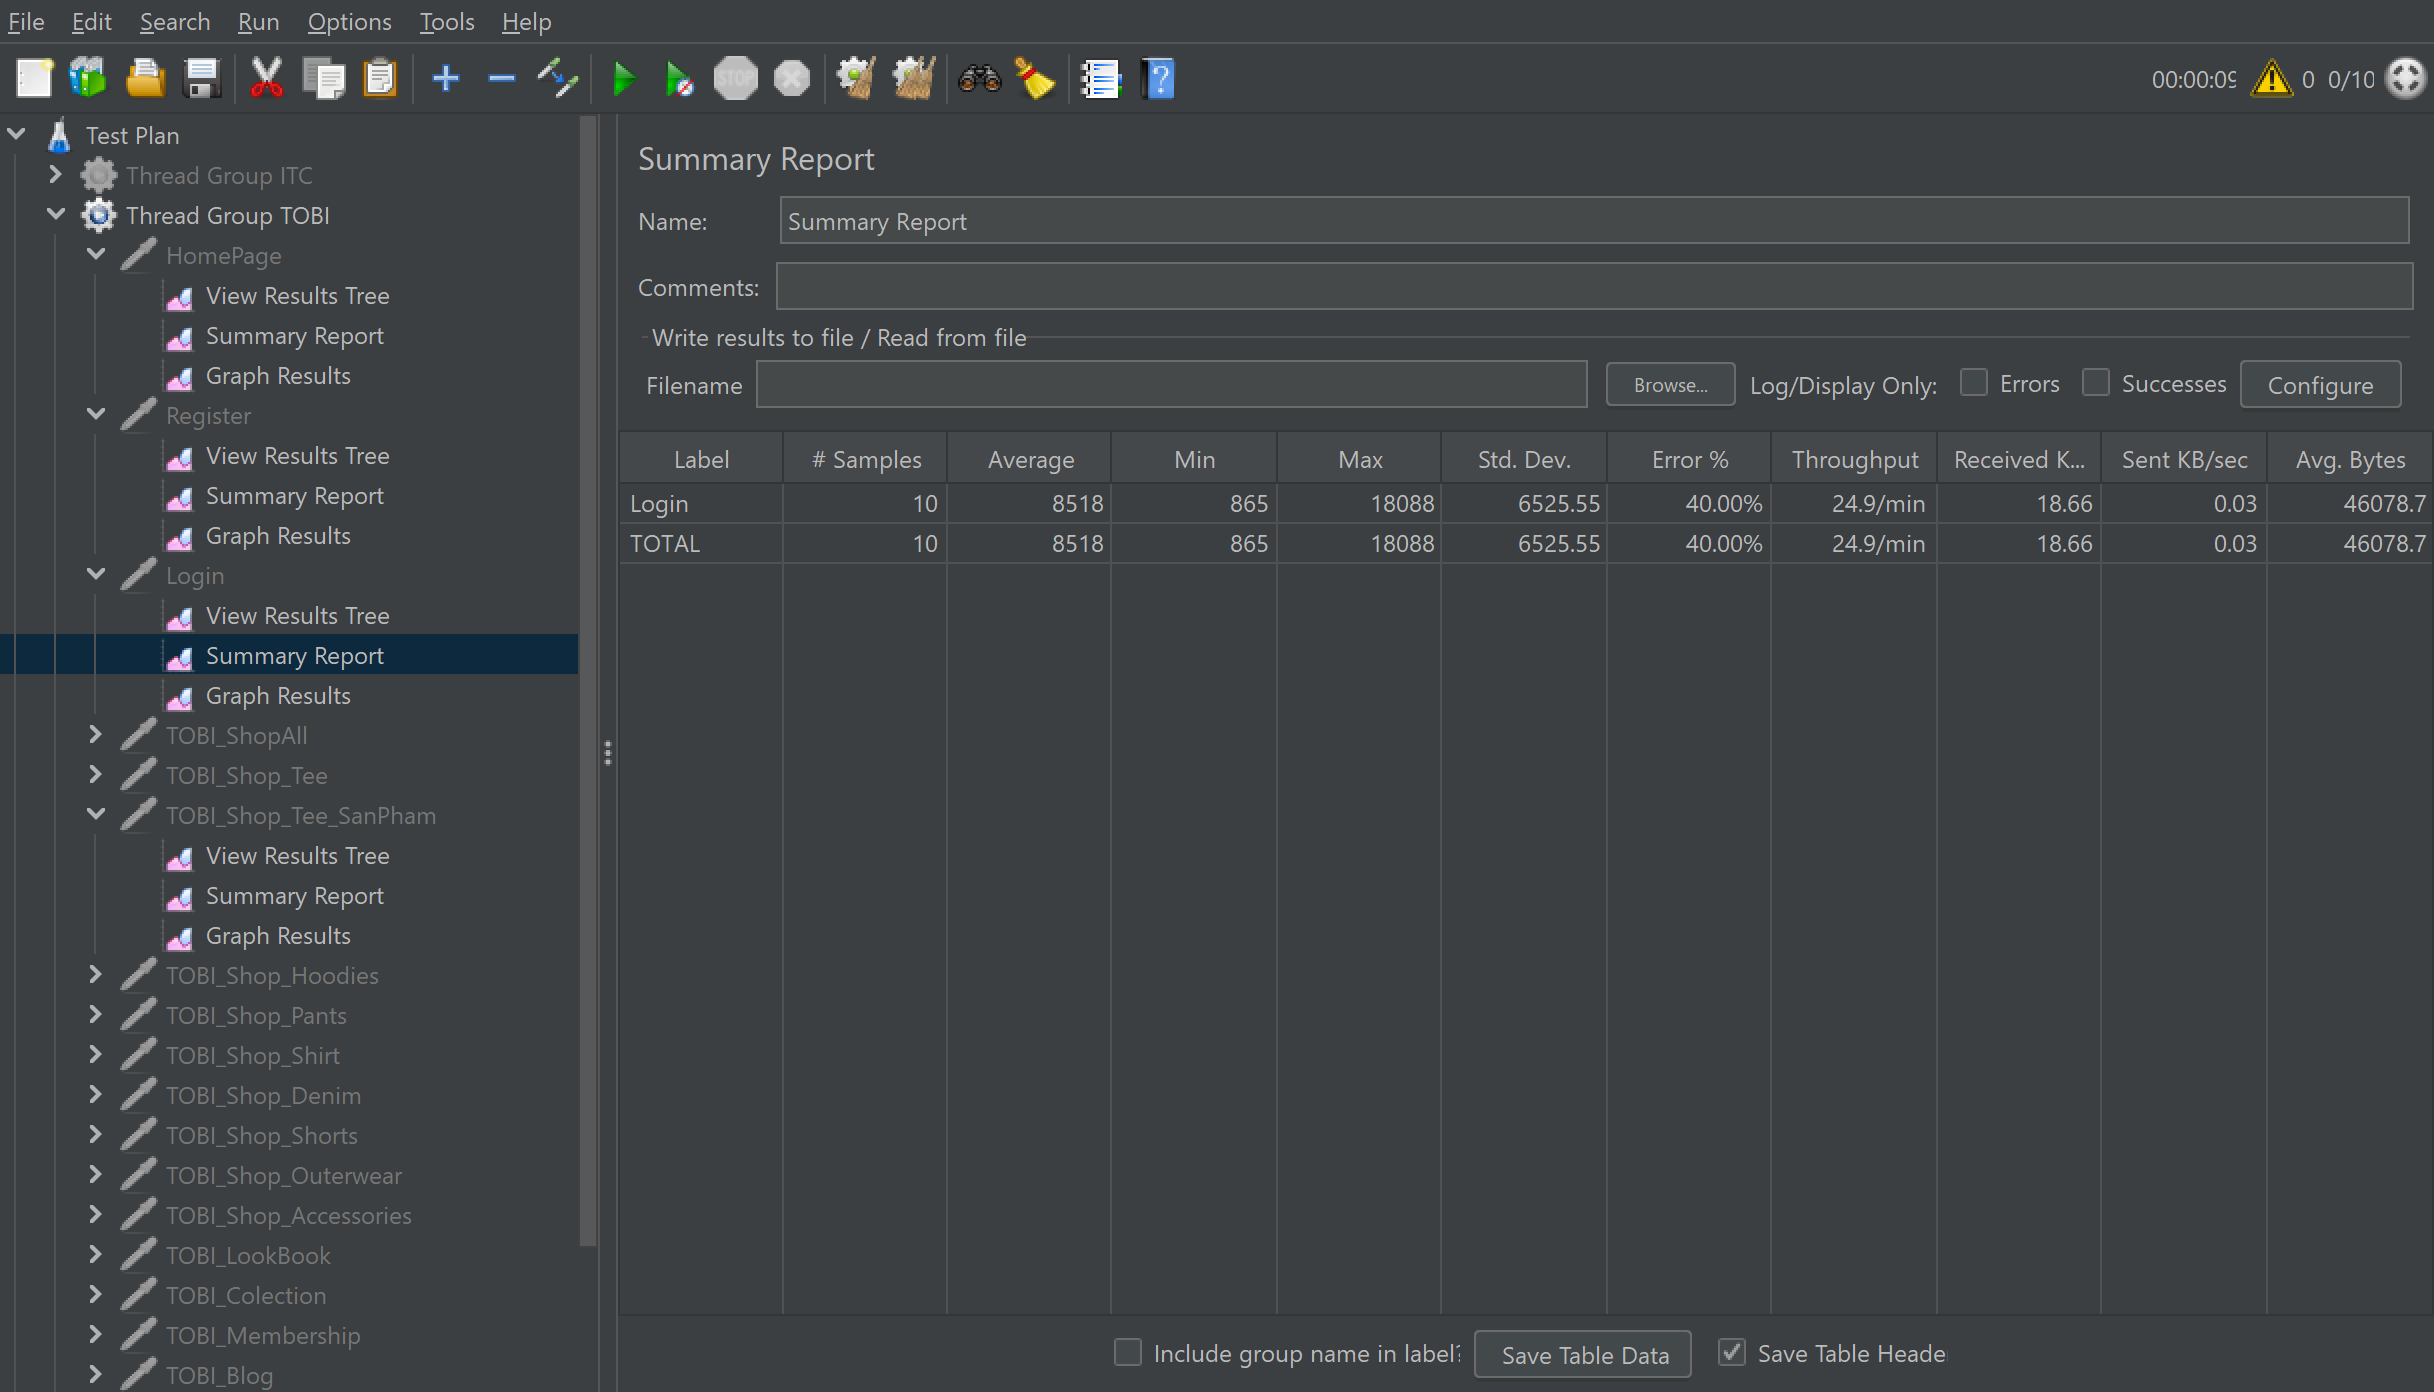 File Edit Search Run Options Tools Help
STOP
00:00:09 0 0/10
Test Plan
Thread Group ITC
Thread Group TOBI
HomePage
View Results Tree
Summary Report
Graph Results
Register
View Results Tree
Summary Report
Graph Results
Login
View Results Tree
Summary Report
Graph Results
TOBI_ShopAll
TOBI_Shop_Tee
TOBI_Shop_Tee_SanPham
View Results Tree
Summary Report
Graph Results
TOBI_Shop_Hoodies
TOBI_Shop_Pants
TOBI_Shop_Shirt
TOBI_Shop_Denim
TOBI_Shop_Shorts
TOBI_Shop_Outerwear
TOBI_Shop_Accessories
TOBI_LookBook
TOBI_Colection
TOBI_Membership
TOBI_Blog
Summary Report
Name: Summary Report
Comments:
Write results to file / Read from file
Filename Browse... Log/Display Only: Errors Successes Configure
Label # Samples Average Min Max Std. Dev. Error % Throughput Received K... Sent KB/sec Avg. Bytes
Login 10 8518 865 18088 6525.55 40.00% 24.9/min 18.66 0.03 46078.7
TOTAL 10 8518 865 18088 6525.55 40.00% 24.9/min 18.66 0.03 46078.7
Include group name in label? Save Table Data Save Table Heade